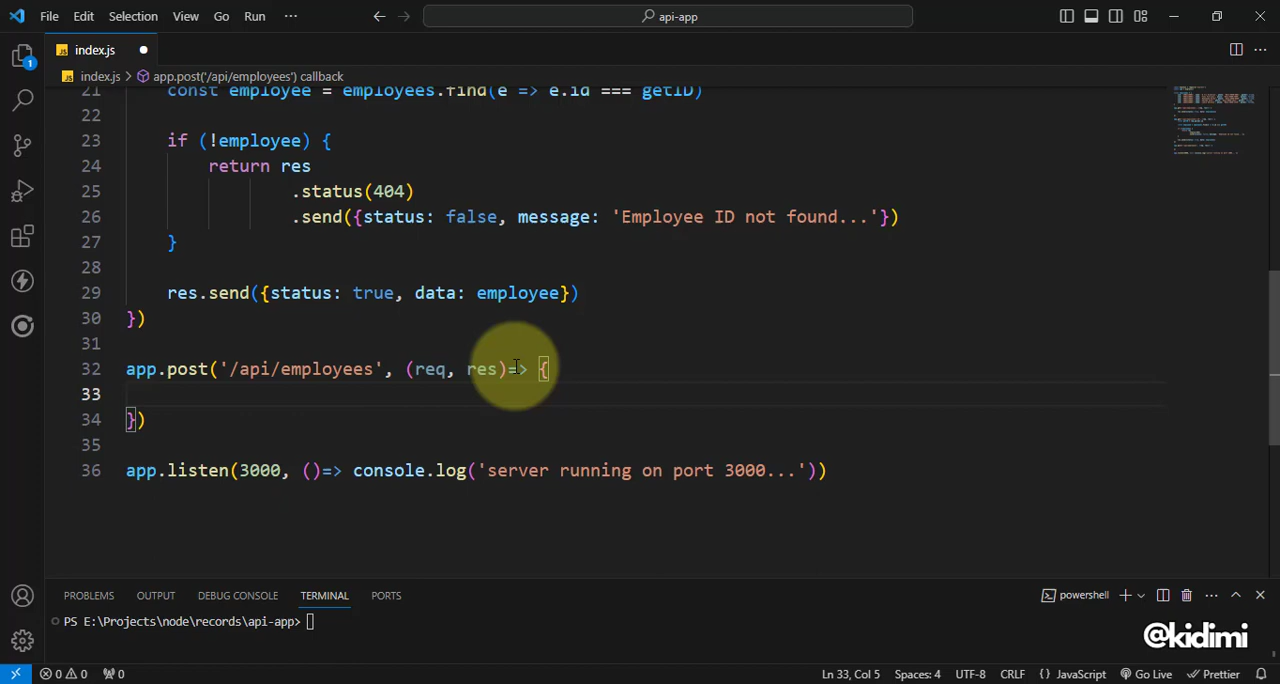 File Edit Selection View Go Run ··· api-app
index.js
index.js > app.post('/api/employees') callback
21 const employee = employees.find(e => e.id === getID)
22
23 if (!employee) {
24 return res
25 .status(404)
26 .send({status: false, message: 'Employee ID not found...'})
27 }
28
29 res.send({status: true, data: employee})
30 })
31
32 app.post('/api/employees', (req, res)=> {
33
34 })
35
36 app.listen(3000, ()=> console.log('server running on port 3000...'))
1
PROBLEMS OUTPUT DEBUG CONSOLE TERMINAL PORTS powershell
PS E:\Projects\node\records\api-app>
@kidimi
0 0 0 Ln 33, Col 5 Spaces: 4 UTF-8 CRLF {} JavaScript Go Live Prettier